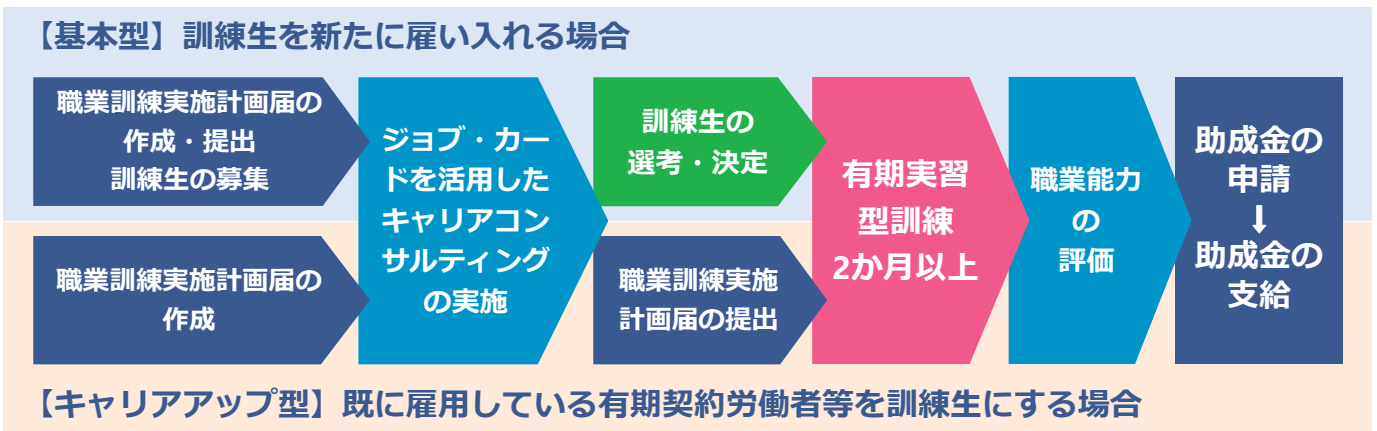 【基本型】訓練生を新たに雇い入れる場合
職業訓練実施計画届の
作成・提出
訓練生の募集
職業訓練実施計画届の
作成
ジョブ・カー
ドを活用した
キャリアコン
サルティング
の実施
訓練生の
選考・決定
職業訓練実施
計画届の提出
有期実習
型訓練
2か月以上
職業能力
の
評価
助成金の
申請
⬇
助成金の
支給
【キャリアアップ型】既に雇用している有期契約労働者等を訓練生にする場合